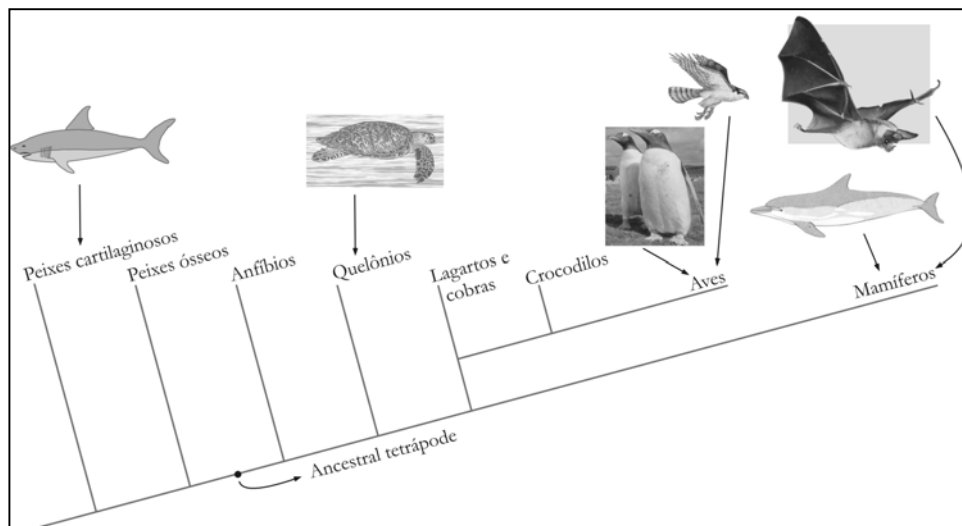 Peixes cartilaginosos
Peixes ósseos
Anfíbios
Quelônios
Lagartos e
cobras
Crocodilos
Aves
Mamíferos
Ancestral tetrápode